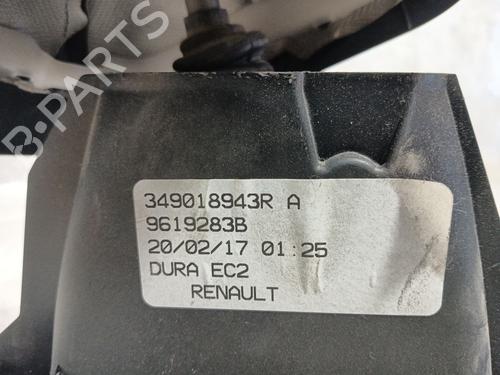 B-PARTS
349018943R A
9619283B
20/02/17 01:25
DURA EC2
RENAULT